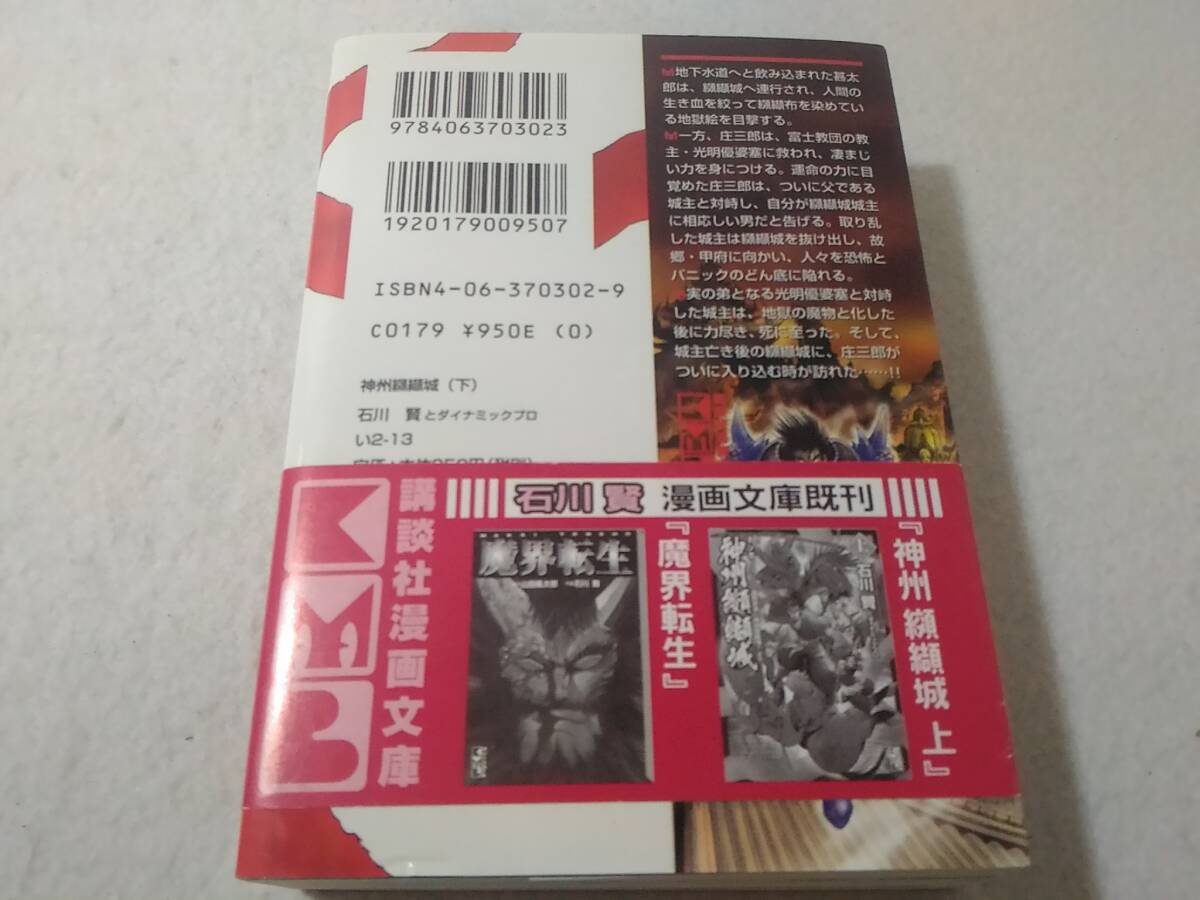 9784063703023
1920179009507
ISBN4-06-370302-9
C0179 ¥950E (0)
神州纐纈城(下)
石川 賢とダイナミックプロ
い2-13
地下水道へと飲み込まれた甚太
郎は、纐纈城へ連行され、人間の
生き血を絞って纐纈布を染めてい
る地獄絵を目撃する。
一方、庄三郎は、富士教団の教
主・光明優婆塞に救われ、凄まじ
い力を身につける。運命の力に目
覚めた庄三郎は、ついに父である
城主と対峙し、自分が纐纈城城主
に相応しい男だと告げる。取り乱
した城主は纐纈城を抜け出し、故
郷・甲府に向かい、人々を恐怖と
パニックのどん底に陥れる。
実の弟となる光明優婆塞と対峙
した城主は、地獄の魔物と化した
後に力尽き、死に至った。そして、
城主亡き後の纐纈城に、庄三郎が
ついに入り込む時が訪れた……!!
講談社漫画文庫
石川 賢 漫画文庫既刊
『神州纐纈城 上』
『魔界転生』
魔界転生
神州纐纈城
石川賢